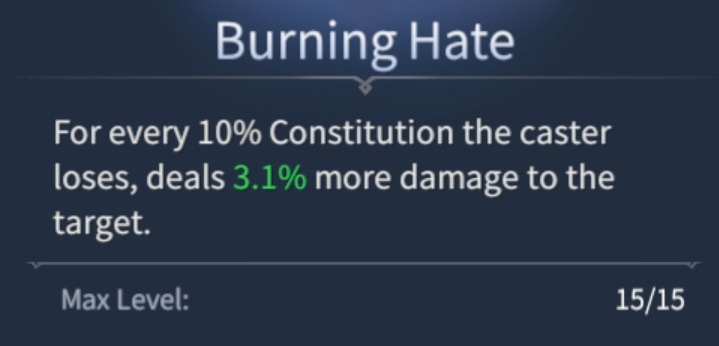 Burning Hate
For every 10% Constitution the caster
loses, deals 3.1% more damage to the
target.
Max Level: 15/15